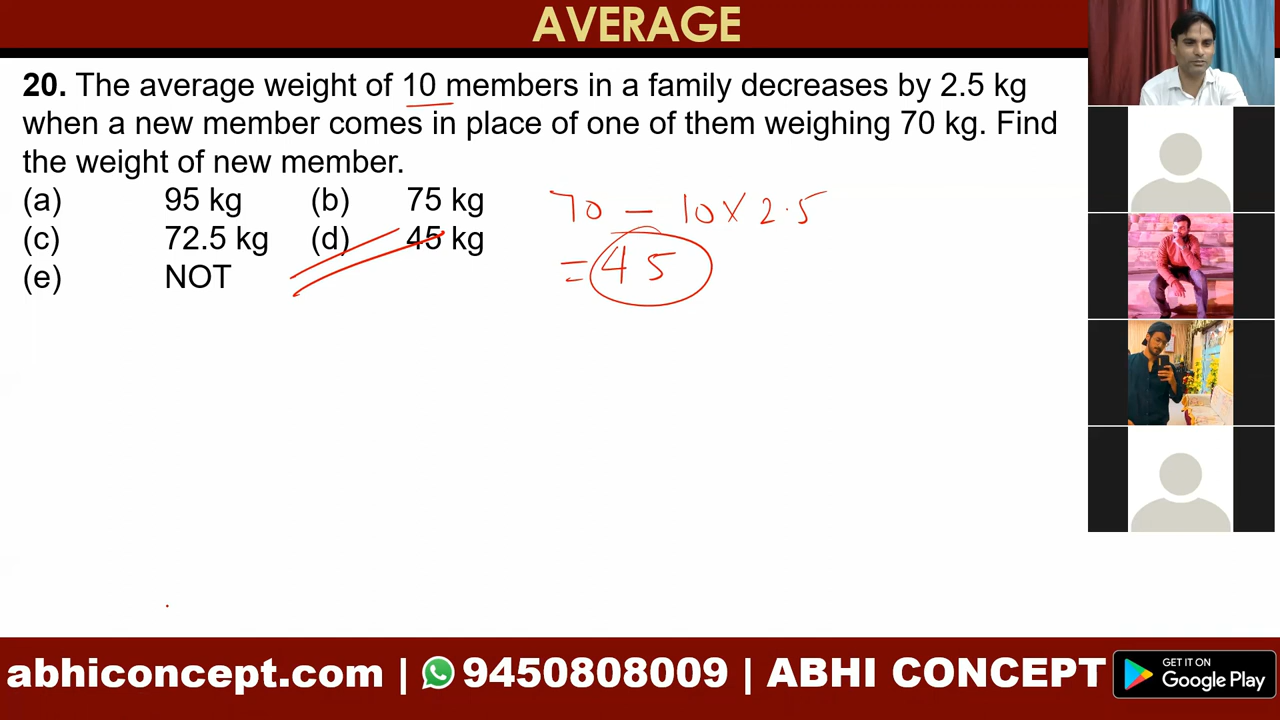 AVERAGE
20. The average weight of 10 members in a family decreases by 2.5 kg
when a new member comes in place of one of them weighing 70 kg. Find
the weight of new member.
(a) 95 kg (b) 75 kg
(c) 72.5 kg (d) 45 kg
(e) NOT
70 - 10 x 2.5
= 45
abhiconcept.com | 9450808009 | ABHI CONCEPT
GET IT ON
Google Play